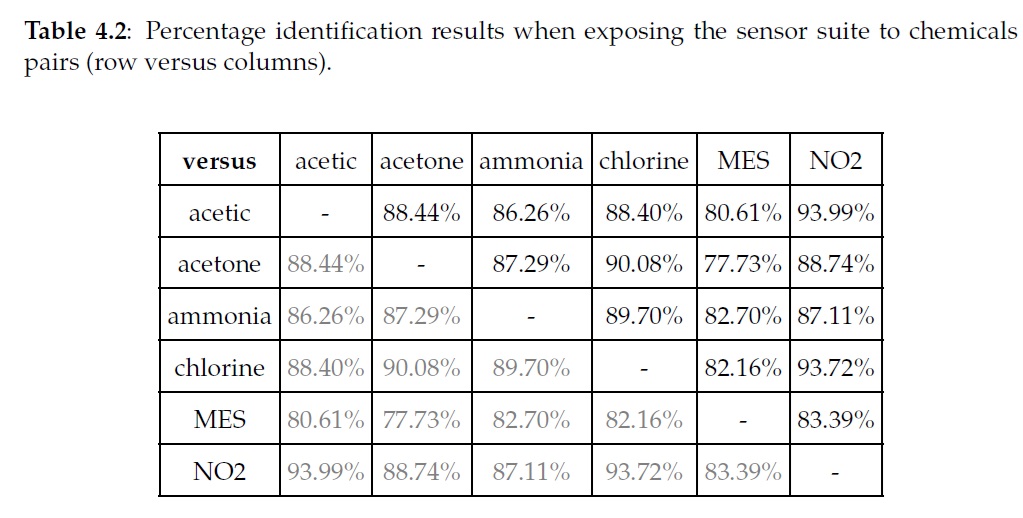 Table 4.2: Percentage identification results when exposing the sensor suite to chemicals
pairs (row versus columns).
versus acetic acetone ammonia chlorine MES NO2
acetic - 88.44% 86.26% 88.40% 80.61% 93.99%
acetone 88.44% - 87.29% 90.08% 77.73% 88.74%
ammonia 86.26% 87.29% - 89.70% 82.70% 87.11%
chlorine 88.40% 90.08% 89.70% - 82.16% 93.72%
MES 80.61% 77.73% 82.70% 82.16% - 83.39%
NO2 93.99% 88.74% 87.11% 93.72% 83.39% -